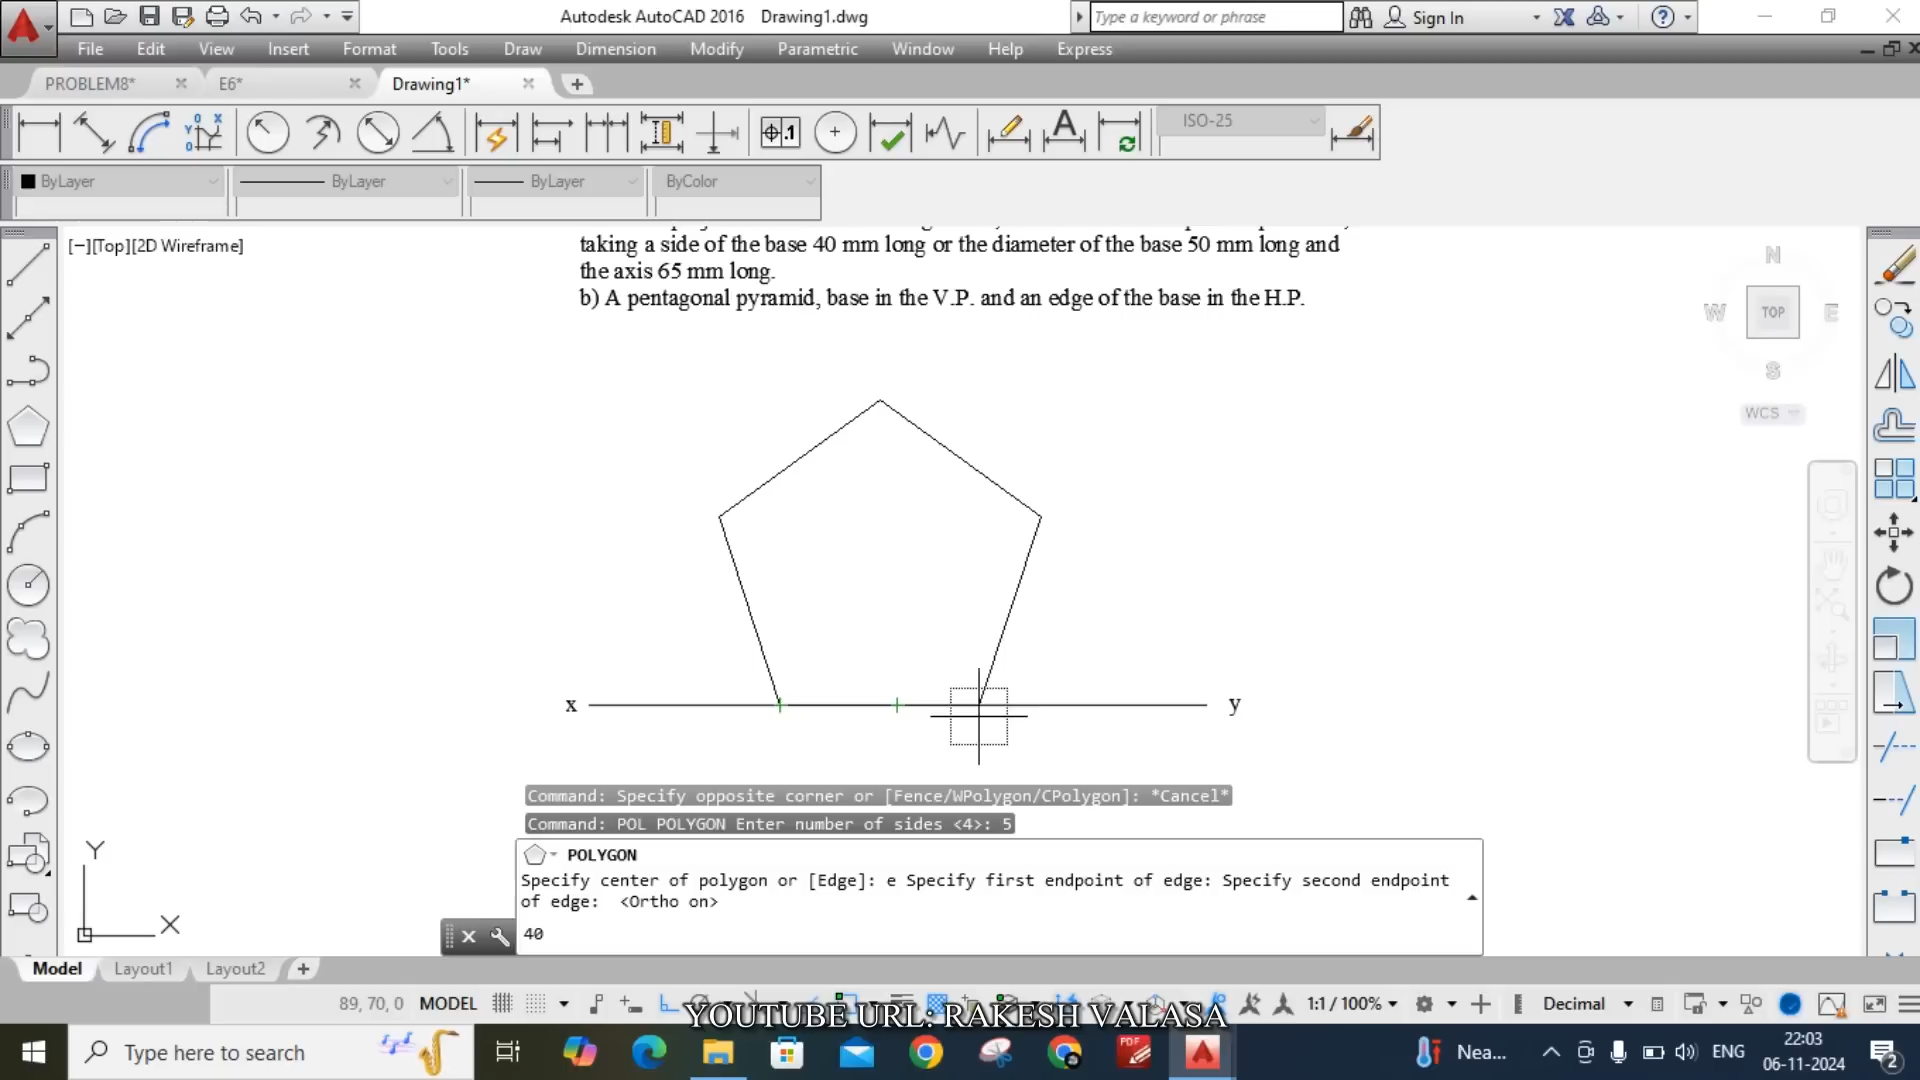 Autodesk AutoCAD 2016 Drawing1.dwg
Type a keyword or phrase
Sign In
File Edit View Insert Format Tools Draw Dimension Modify Parametric Window Help Express
PROBLEM8* E6* Drawing1*
ISO-25
ByLayer ByLayer ByLayer ByColor
[−][Top][2D Wireframe]
taking a side of the base 40 mm long or the diameter of the base 50 mm long and
the axis 65 mm long.
b) A pentagonal pyramid, base in the V.P. and an edge of the base in the H.P.
N
W TOP E
S
WCS
x y
Command: Specify opposite corner or [Fence/WPolygon/CPolygon]: *Cancel*
Command: POL POLYGON Enter number of sides <4>: 5
POLYGON
Specify center of polygon or [Edge]: e Specify first endpoint of edge: Specify second endpoint
of edge: <Ortho on>
40
Y
X
Model Layout1 Layout2
89, 70, 0 MODEL 1:1 / 100% Decimal
YOUTUBE URL: RAKESH VALASA
Type here to search
Nea... ENG
22:03
06-11-2024
2